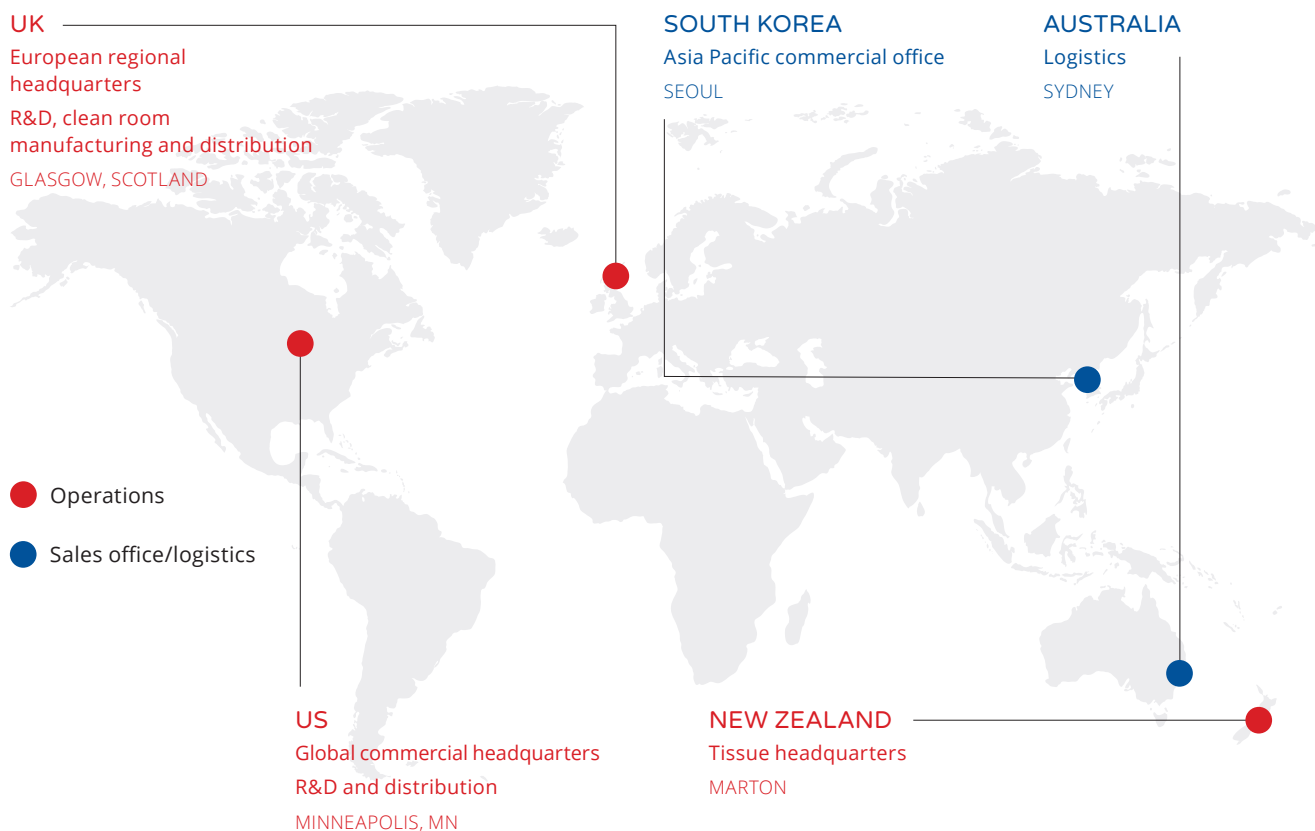 UK
European regional
headquarters
R&D, clean room
manufacturing and distribution
GLASGOW, SCOTLAND
SOUTH KOREA
Asia Pacific commercial office
SEOUL
AUSTRALIA
Logistics
SYDNEY
Operations
Sales office/logistics
US
Global commercial headquarters
R&D and distribution
MINNEAPOLIS, MN
NEW ZEALAND
Tissue headquarters
MARTON